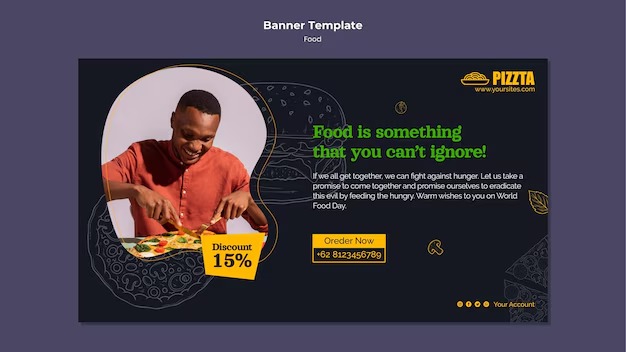 Banner Template
Food
PIZZTA
www.yoursites.com
Food is something
that you can't ignore!
If we all get together, we can fight against hunger. Let us take a
promise to come together and promise ourselves to eradicate
this evil by feeding the hungry. Warm wishes to you on World
Food Day.
Discount
15%
Oreder Now
+62 8123456789
Your Account